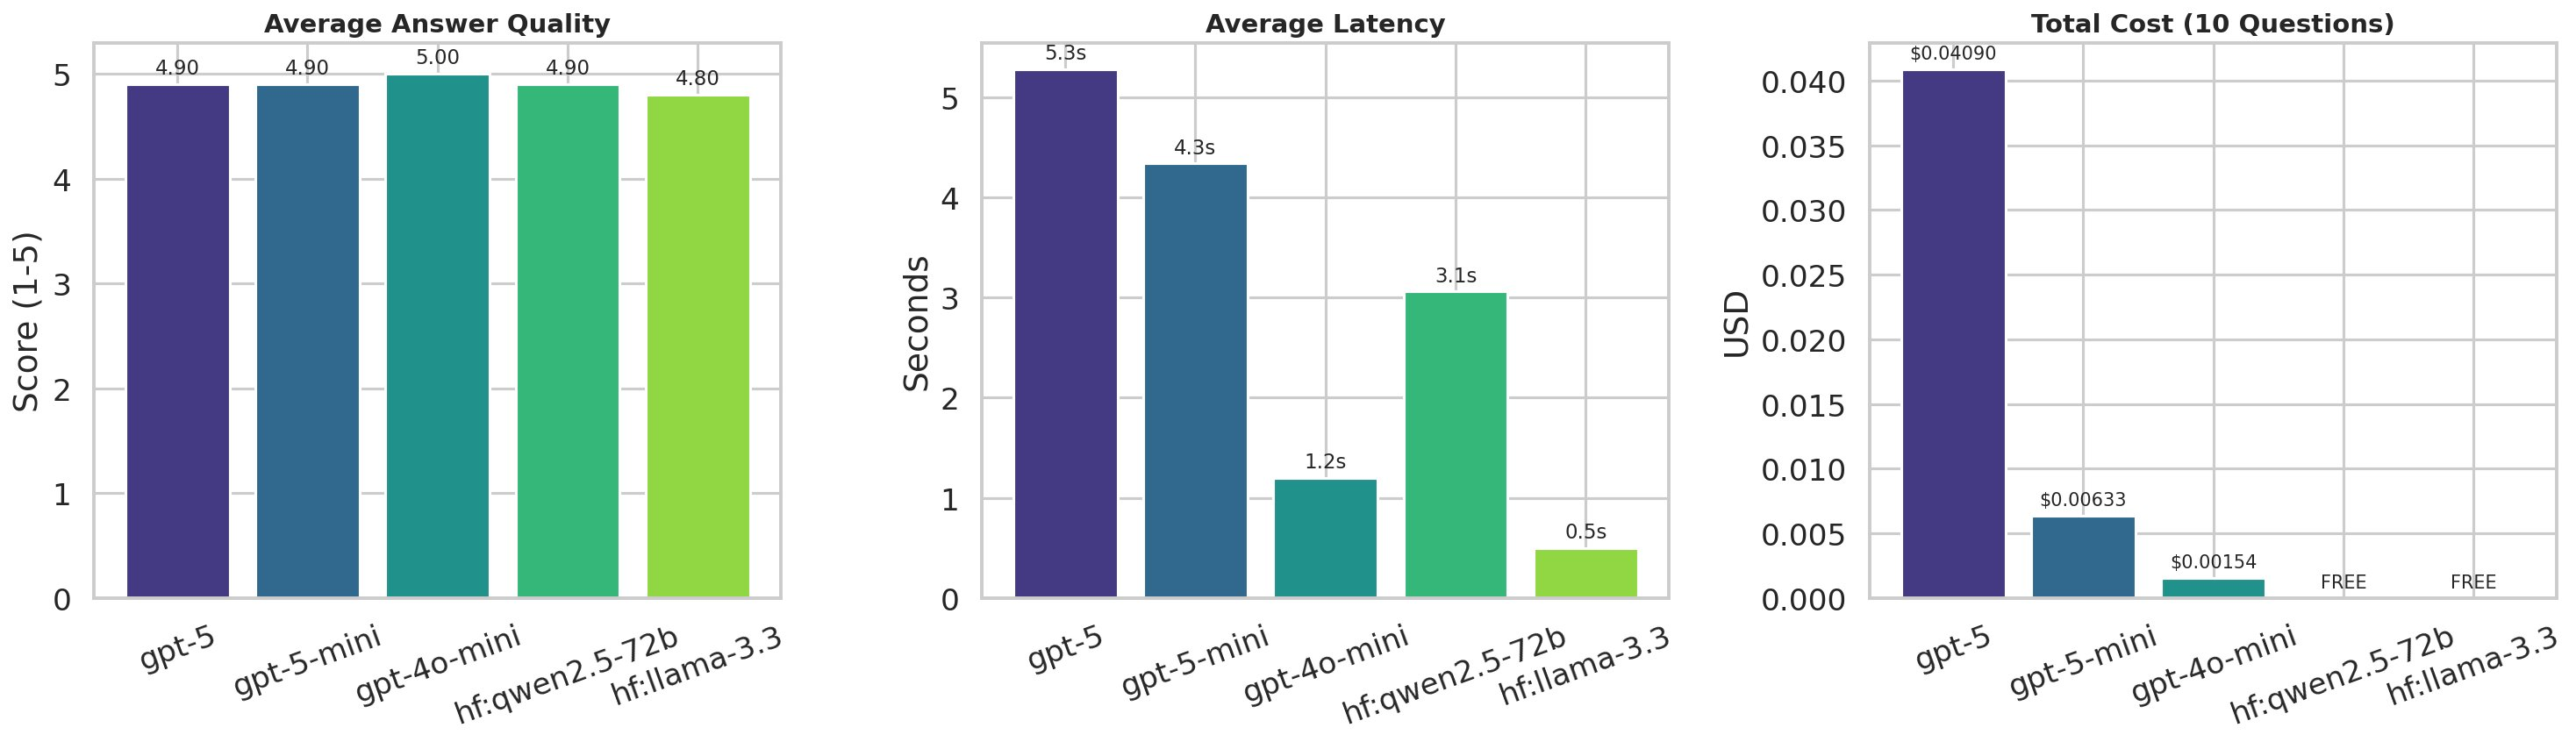 Average Answer Quality
Score (1-5)
5
4
3
2
1
0
4.90
4.90
5.00
4.90
4.80
gpt-5
gpt-5-mini
gpt-4o-mini
hf:qwen2.5-72b
hf:llama-3.3
Average Latency
Seconds
5
4
3
2
1
0
5.3s
4.3s
1.2s
3.1s
0.5s
gpt-5
gpt-5-mini
gpt-4o-mini
hf:qwen2.5-72b
hf:llama-3.3
Total Cost (10 Questions)
USD
0.040
0.035
0.030
0.025
0.020
0.015
0.010
0.005
0.000
$0.04090
$0.00633
$0.00154
FREE
FREE
gpt-5
gpt-5-mini
gpt-4o-mini
hf:qwen2.5-72b
hf:llama-3.3